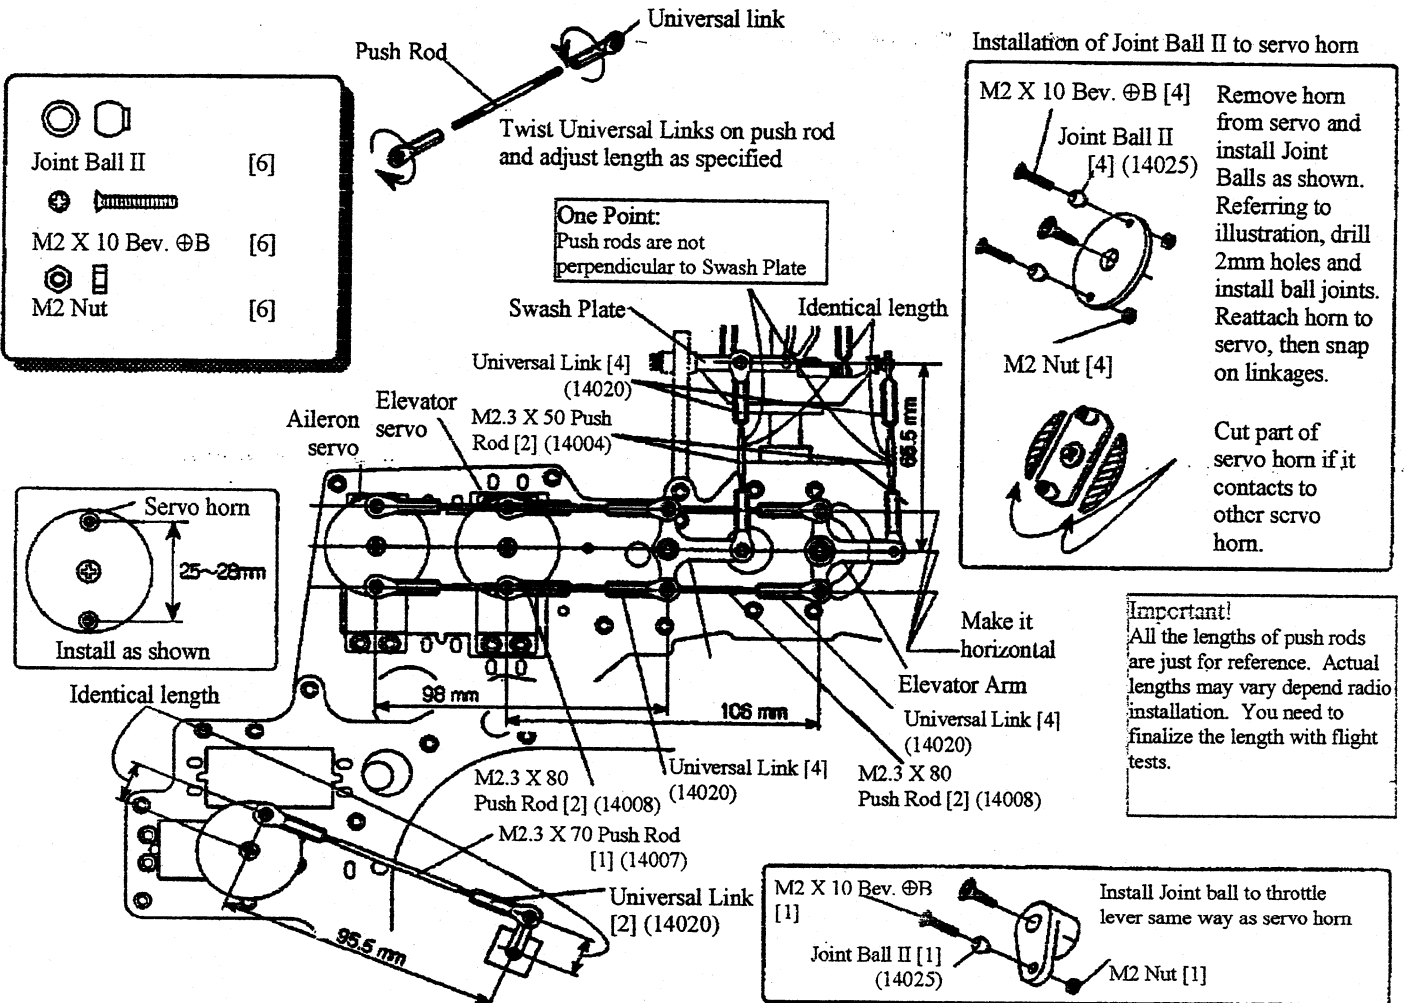 Universal link
Push Rod
Twist Universal Links on push rod
and adjust length as specified
Joint Ball II [6]
M2 X 10 Bev. ⊕B [6]
M2 Nut [6]
One Point:
Push rods are not
perpendicular to Swash Plate
Swash Plate
Identical length
Universal Link [4]
(14020)
M2.3 X 50 Push
Rod [2] (14004)
Elevator
servo
Aileron
servo
Servo horn
25~28mm
Install as shown
Identical length
98 mm
106 mm
Make it
horizontal
Elevator Arm
Universal Link [4]
(14020)
M2.3 X 80
Push Rod [2] (14008)
Universal Link [4]
(14020)
M2.3 X 80
Push Rod [2] (14008)
M2.3 X 70 Push Rod
[1] (14007)
Universal Link
[2] (14020)
95.5 mm
Installation of Joint Ball II to servo horn
M2 X 10 Bev. ⊕B [4]
Joint Ball II
[4] (14025)
M2 Nut [4]
Remove horn
from servo and
install Joint
Balls as shown.
Referring to
illustration, drill
2mm holes and
install ball joints.
Reattach horn to
servo, then snap
on linkages.
Cut part of
servo horn if it
contacts to
other servo
horn.
Important!
All the lengths of push rods
are just for reference. Actual
lengths may vary depend radio
installation. You need to
finalize the length with flight
tests.
M2 X 10 Bev. ⊕B
[1]
Joint Ball II [1]
(14025)
M2 Nut [1]
Install Joint ball to throttle
lever same way as servo horn